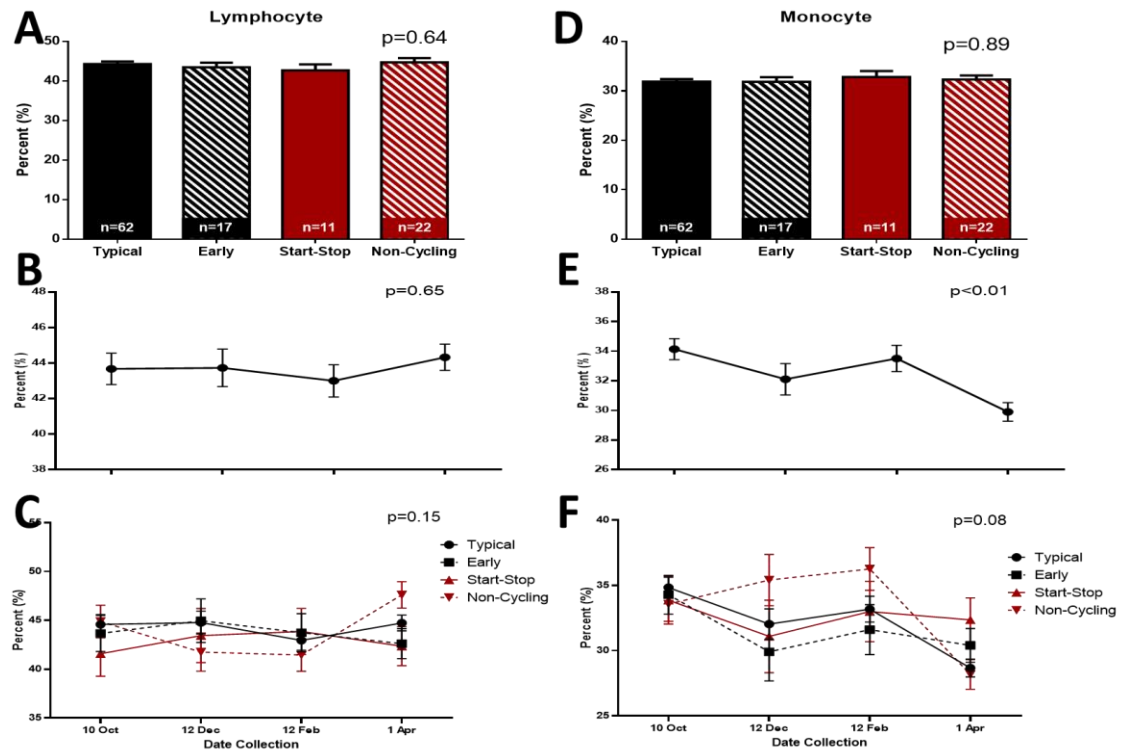 A
Lymphocyte
p=0.64
Percent (%)
50
40
30
20
10
0
n=62
n=17
n=11
n=22
Typical
Early
Start-Stop
Non-Cycling
B
p=0.65
Percent (%)
48
46
44
42
40
38
C
p=0.15
Percent (%)
55
50
45
40
35
Typical
Early
Start-Stop
Non-Cycling
10 Oct
12 Dec
12 Feb
1 Apr
Date Collection
D
Monocyte
p=0.89
Percent (%)
40
30
20
10
0
n=62
n=17
n=11
n=22
Typical
Early
Start-Stop
Non-Cycling
E
p<0.01
Percent (%)
38
36
34
32
30
28
26
F
p=0.08
Percent (%)
40
35
30
25
Typical
Early
Start-Stop
Non-Cycling
10 Oct
12 Dec
12 Feb
1 Apr
Date Collection